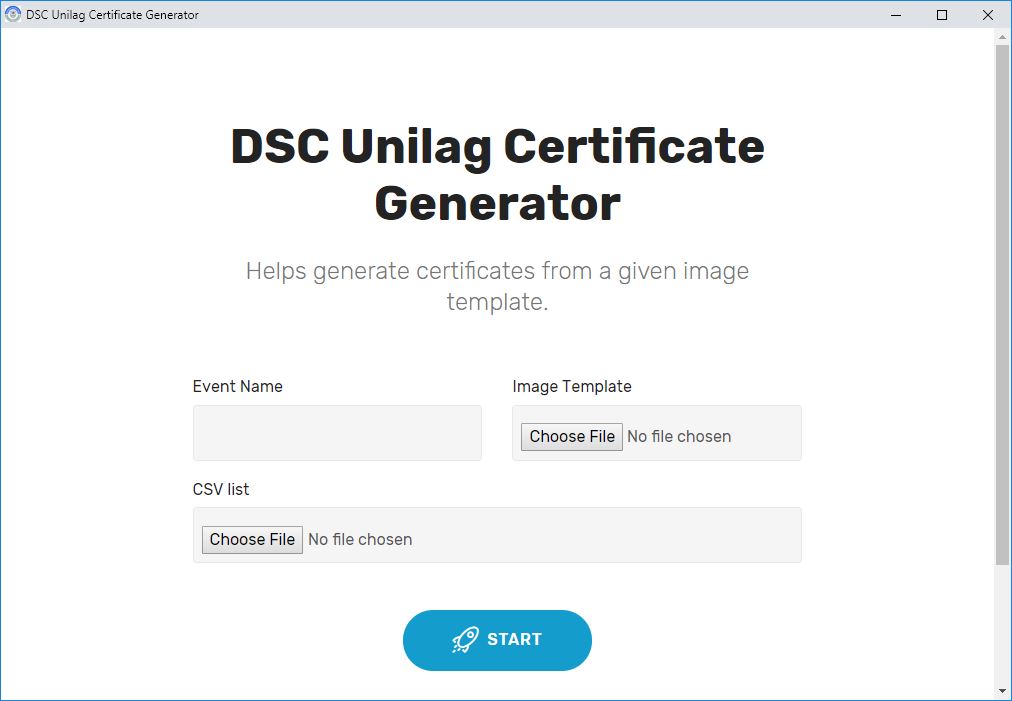 DSC Unilag Certificate Generator
DSC Unilag Certificate
Generator
Helps generate certificates from a given image
template.
Event Name
Image Template
Choose File No file chosen
CSV list
Choose File No file chosen
START